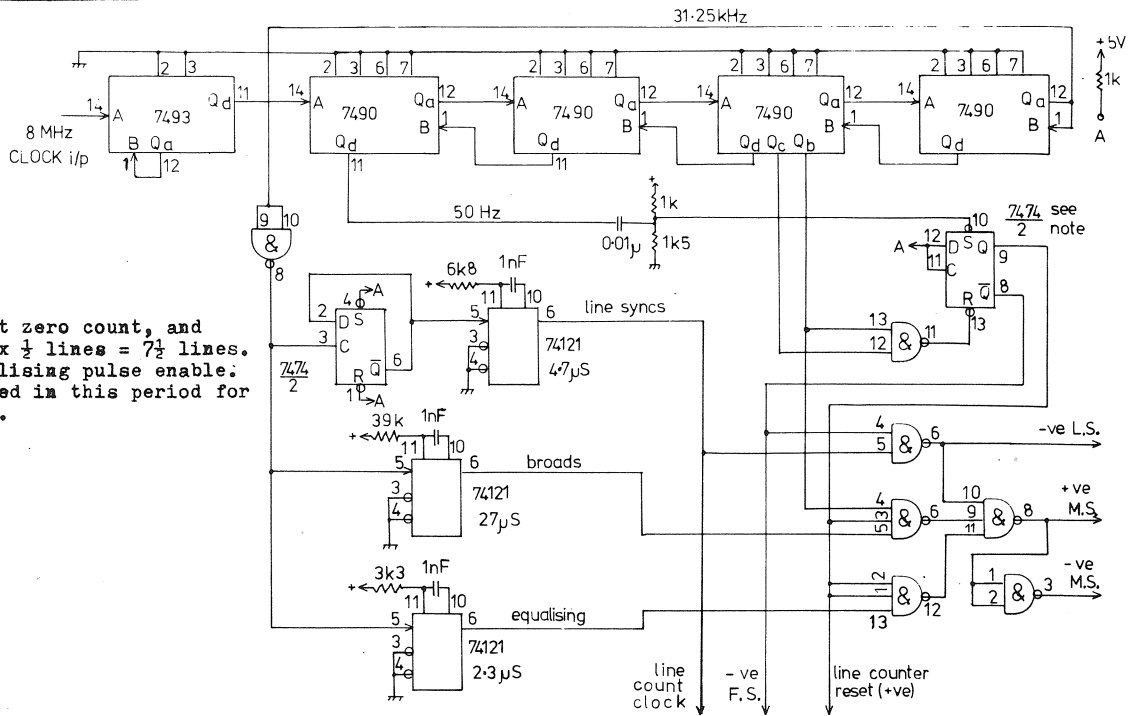 31·25kHz
+ 5V
1k
A
2 3
2 3 6 7
2 3 6 7
2 3 6 7
2 3 6 7
14 A 7493 Qd 11
B Qa
1 12
8 MHz
CLOCK i/p
14 A 7490 Qa 12
B 1
Qd
11
14 A 7490 Qa 12
B 1
Qd
11
14 A 7490 Qa 12
B 1
Qd Qc Qb
14 A 7490 Qa 12
B 1
Qd
50 Hz
0·01µ
1k
1k5
7474 see
2 note
10
A 12 D S Q 9
11 C
Q 8
R 13
9 10
&
8
t zero count, and
x ½ lines = 7½ lines.
lising pulse enable.
ed in this period for
.
4 A
2 D S
3 C
Q 6
R
1 A
7474
2
+ 6k8 1nF
11 10
5 6 line syncs
3
4
74121
4·7µS
13
12 & 11
+ 39k 1nF
11 10
5 6 broads
3
4
74121
27µS
4
5 & 6 -ve L.S.
4
3 & 6
5
10
9 & 8 +ve
11 M.S.
+ 3k3 1nF
11 10
5 6 equalising
3
4
74121
2·3µS
2
1 & 12
13
1
2 & 3 - ve
M.S.
line
count
clock
- ve
F. S.
line counter
reset (+ve)